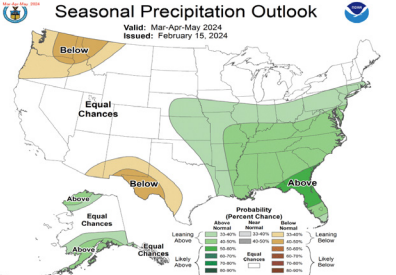 Mar-Apr-May, 2024
Seasonal Precipitation Outlook
Valid: Mar-Apr-May 2024
Issued: February 15, 2024
Below
Equal
Chances
Below
Above
Above
Equal
Chances
Above
Equal
Chances
Probability
(Percent Chance)
Above
Normal
Near
Normal
Below
Normal
Leaning
Above
33-40%
40-50%
33-40%
40-50%
33-40%
40-50%
Leaning
Below
50-60%
50-60%
Likely
Above
60-70%
70-80%
80-90%
Equal
Chances
60-70%
70-80%
80-90%
Likely
Below